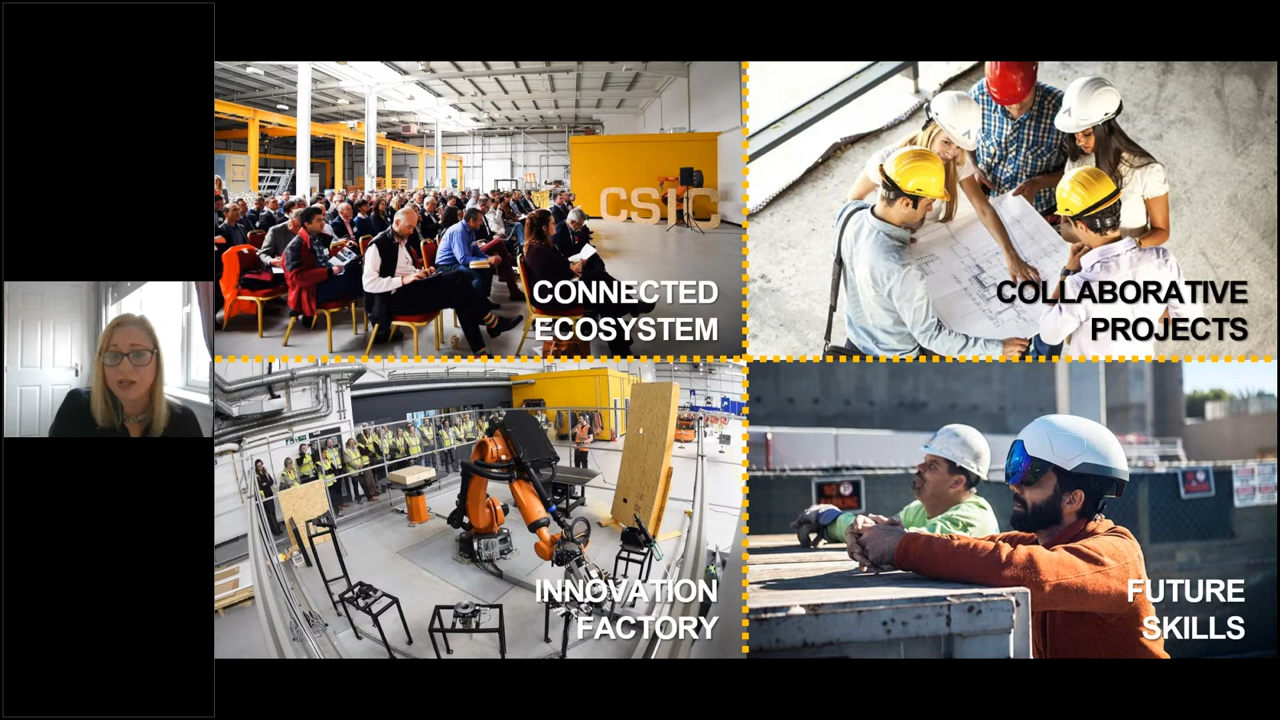 CSIC
CONNECTED
ECOSYSTEM
COLLABORATIVE
PROJECTS
INNOVATION
FACTORY
FUTURE
SKILLS